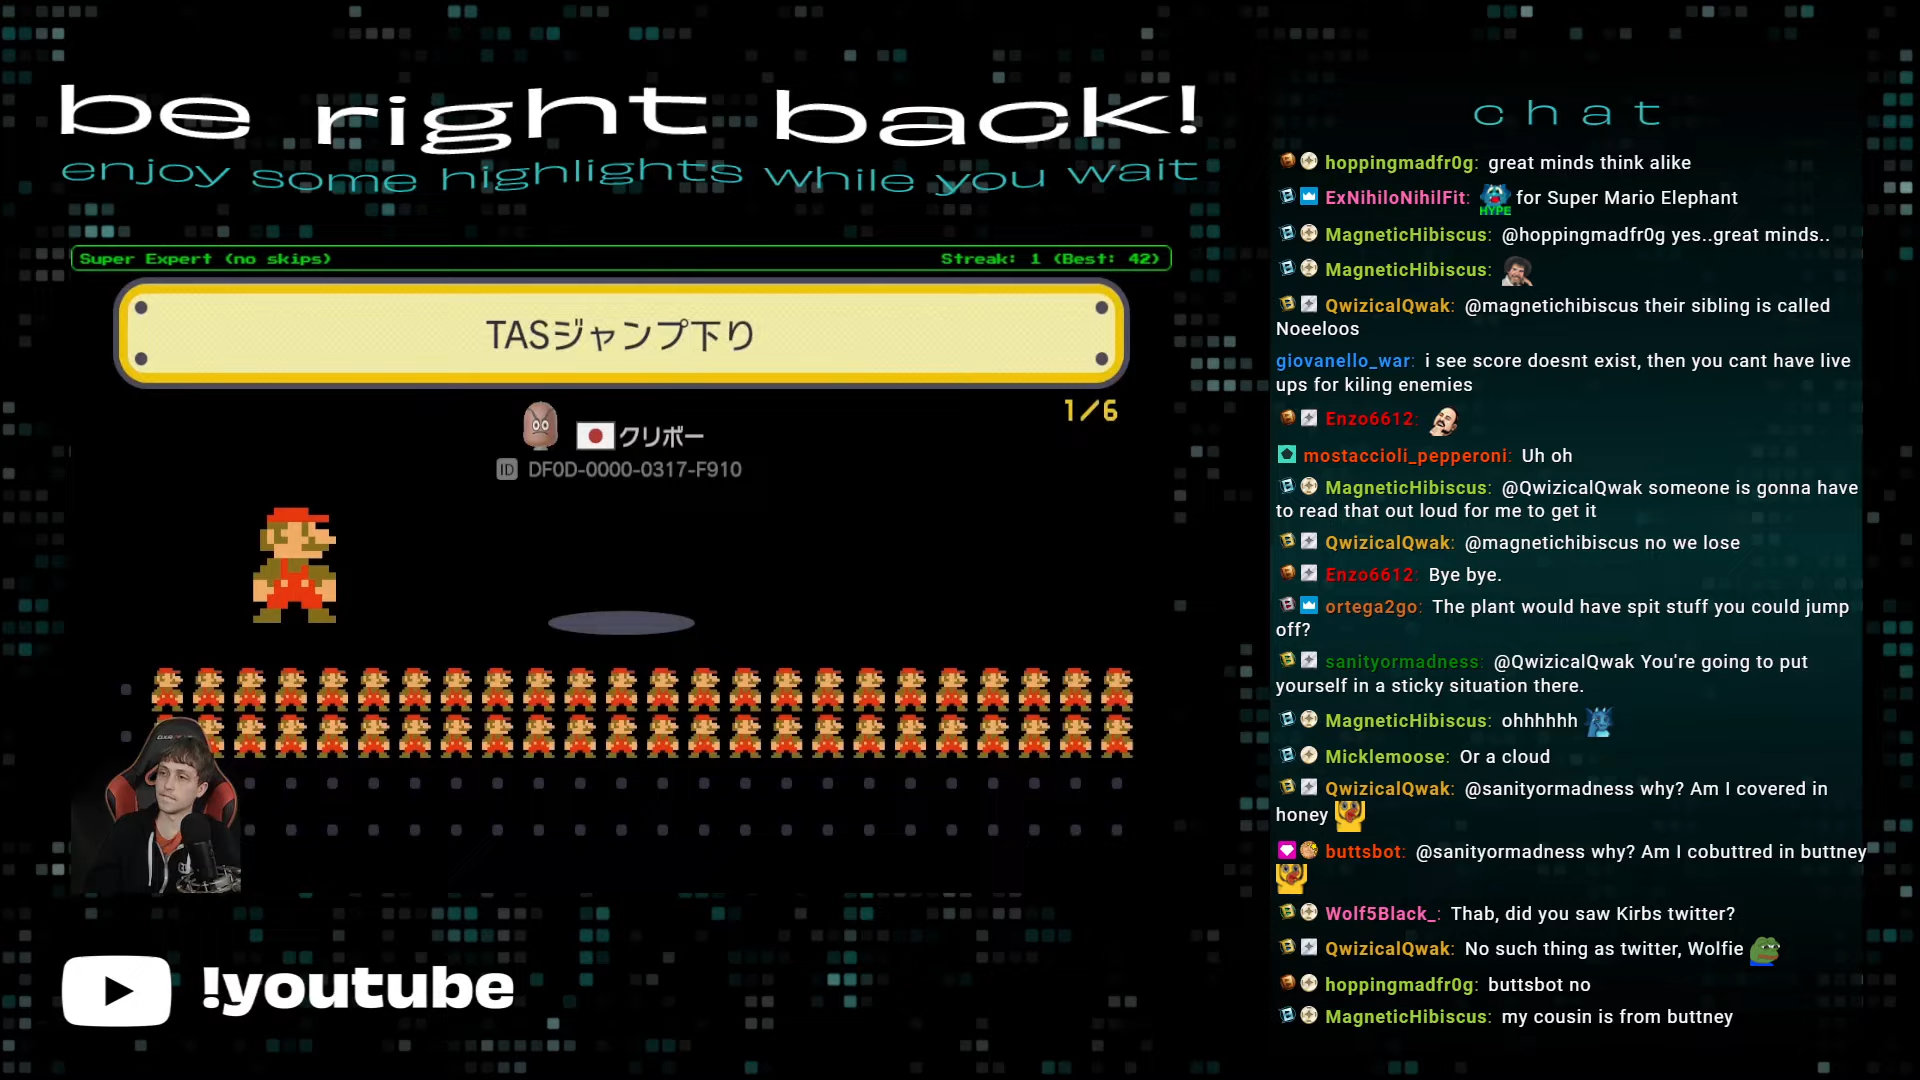 be right back!
enjoy some highlights while you wait
Super Expert (no skips)
Streak: 1 (Best: 42)
TASジャンプ下り
1/6
クリボー
ID DF0D-0000-0317-F910
!youtube
chat
hoppingmadfr0g: great minds think alike
ExNihiloNihilFit: HYPE for Super Mario Elephant
MagneticHibiscus: @hoppingmadfr0g yes..great minds..
MagneticHibiscus:
QwizicalQwak: @magnetichibiscus their sibling is called
Noeeloos
giovanello_war: i see score doesnt exist, then you cant have live
ups for kiling enemies
Enzo6612:
mostaccioli_pepperoni: Uh oh
MagneticHibiscus: @QwizicalQwak someone is gonna have
to read that out loud for me to get it
QwizicalQwak: @magnetichibiscus no we lose
Enzo6612: Bye bye.
ortega2go: The plant would have spit stuff you could jump
off?
sanityormadness: @QwizicalQwak You're going to put
yourself in a sticky situation there.
MagneticHibiscus: ohhhhhh
Micklemoose: Or a cloud
QwizicalQwak: @sanityormadness why? Am I covered in
honey
buttsbot: @sanityormadness why? Am I cobuttred in buttney
Wolf5Black_: Thab, did you saw Kirbs twitter?
QwizicalQwak: No such thing as twitter, Wolfie
hoppingmadfr0g: buttsbot no
MagneticHibiscus: my cousin is from buttney